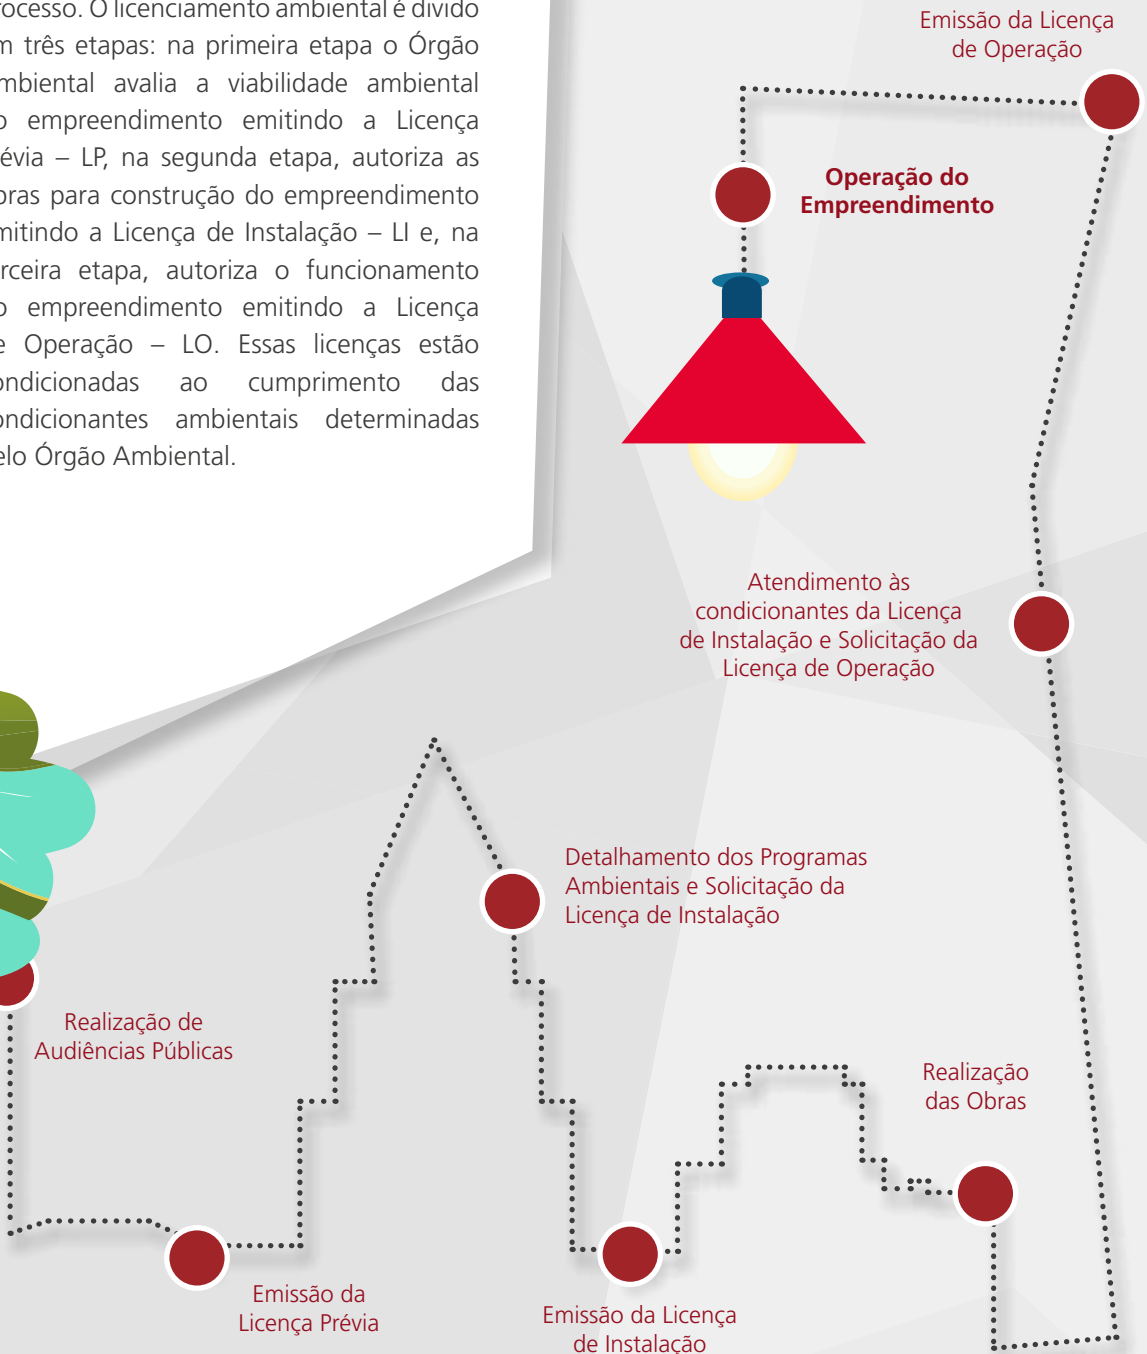 rocesso. O licenciamento ambiental é divido
m três etapas: na primeira etapa o Órgão
mbiental avalia a viabilidade ambiental
o empreendimento emitindo a Licença
évia – LP, na segunda etapa, autoriza as
bras para construção do empreendimento
mitindo a Licença de Instalação – LI e, na
rceira etapa, autoriza o funcionamento
o empreendimento emitindo a Licença
e Operação – LO. Essas licenças estão
ondicionadas ao cumprimento das
ondicionantes ambientais determinadas
elo Órgão Ambiental.
Emissão da Licença
de Operação
Operação do
Empreendimento
Atendimento às
condicionantes da Licença
de Instalação e Solicitação da
Licença de Operação
Detalhamento dos Programas
Ambientais e Solicitação da
Licença de Instalação
Realização de
Audiências Públicas
Realização
das Obras
Emissão da
Licença Prévia
Emissão da Licença
de Instalação